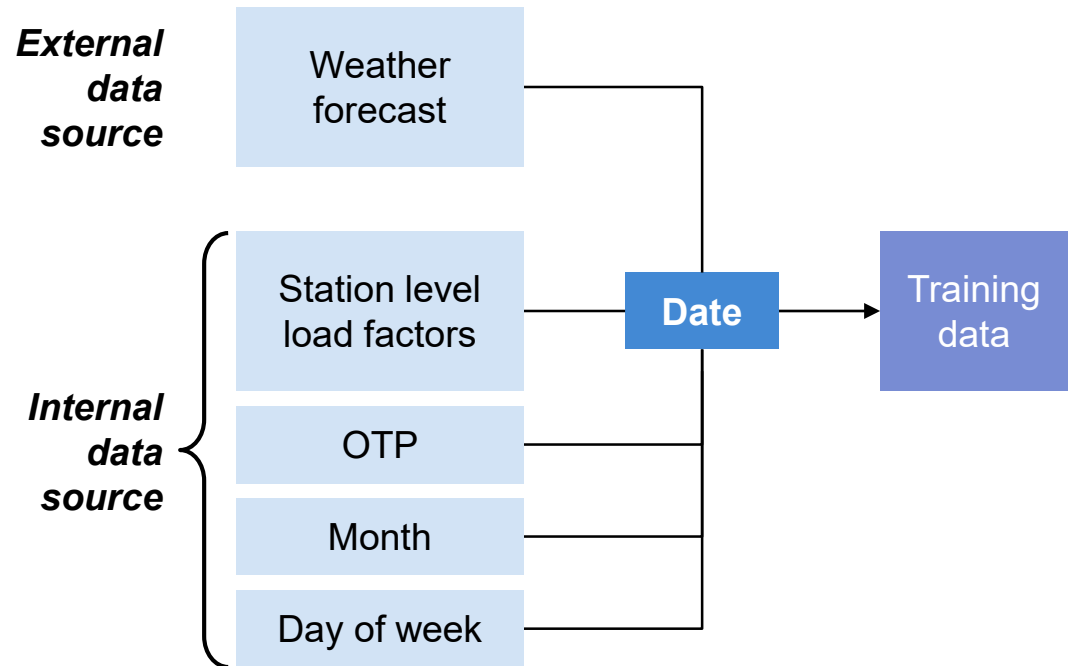 External
data
source
Weather
forecast
Station level
load factors
Date
Training
data
Internal
data
source
OTP
Month
Day of week